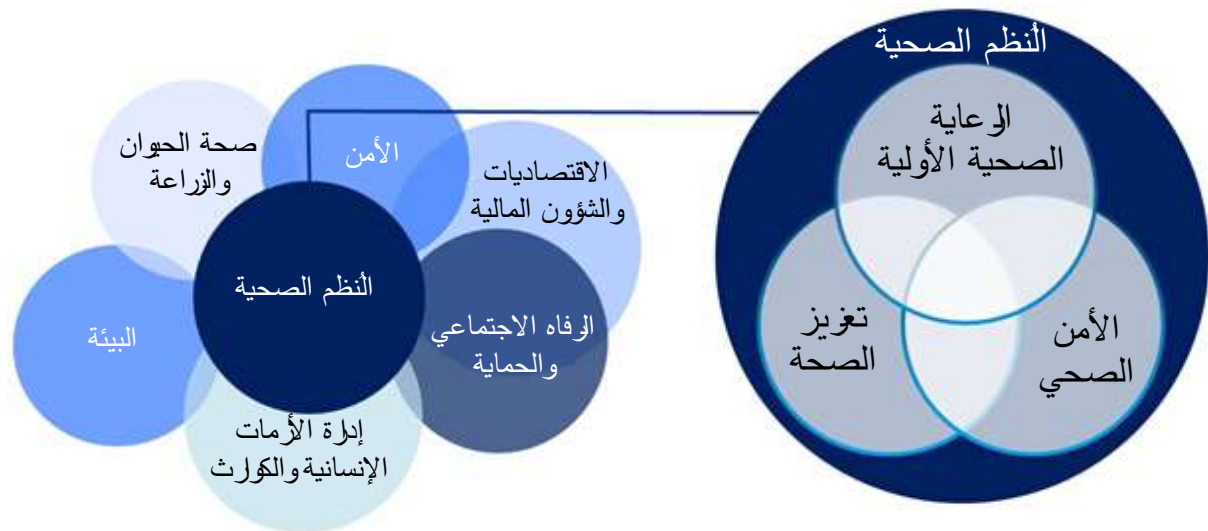 النُظم الصحية
الرعاية
الصحية الأولية
تعزيز
الصحة
الأمن
الصحي
الأمن
صحة الحيوان
والزراعة
الاقتصاديات
والشؤون المالية
النُظم الصحية
البيئة
الرفاه الاجتماعي
والحماية
إدارة الأزمات
الإنسانية والكوارث